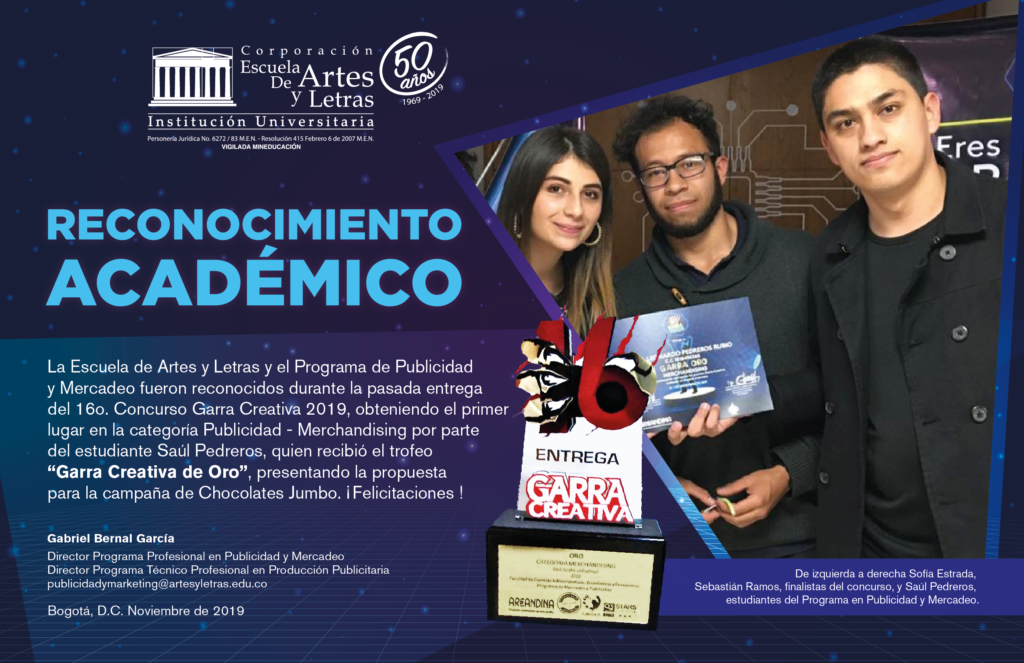 Corporación
Escuela
De Artes
y Letras
Institución Universitaria
Personería Jurídica No. 6272 / 83 M.E.N. - Resolución 415 Febrero 6 de 2007 M.E.N.
VIGILADA MINEDUCACIÓN
50
años
1969 - 2019
Eres
RECONOCIMIENTO
ACADÉMICO
La Escuela de Artes y Letras y el Programa de Publicidad
y Mercadeo fueron reconocidos durante la pasada entrega
del 16o. Concurso Garra Creativa 2019, obteniendo el primer
lugar en la categoría Publicidad - Merchandising por parte
del estudiante Saúl Pedreros, quien recibió el trofeo
“Garra Creativa de Oro”, presentando la propuesta
para la campaña de Chocolates Jumbo. ¡Felicitaciones !
Gabriel Bernal García
Director Programa Profesional en Publicidad y Mercadeo
Director Programa Técnico Profesional en Producción Publicitaria
publicidadymarketing@artesyletras.edu.co
Bogotá, D.C. Noviembre de 2019
PEDREROS RUBIO
GARRA ORO
MERCHANDISING
16
ENTREGA
GARRA
CREATIVA
ORO
CATEGORIA MERCHANDISING
2019
AREANDINA
STARS
De izquierda a derecha Sofía Estrada,
Sebastián Ramos, finalistas del concurso, y Saúl Pedreros,
estudiantes del Programa en Publicidad y Mercadeo.